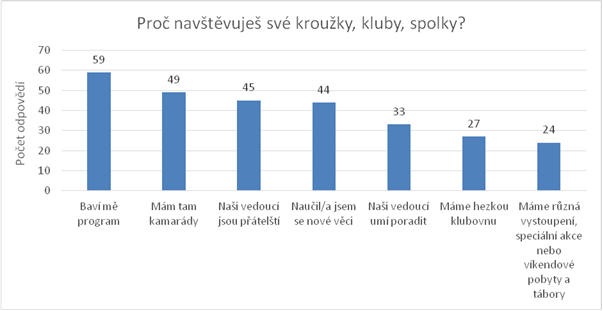 Proč navštěvuješ své kroužky, kluby, spolky?
Počet odpovědí
70
60
50
40
30
20
10
0
59
49
45
44
33
27
24
Baví mě
program
Mám tam
kamarády
Naši vedoucí
jsou přátelští
Naučil/a jsem
se nové věci
Naši vedoucí
umí poradit
Máme hezkou
klubovnu
Máme různá
vystoupení,
speciální akce
nebo
víkendové
pobyty a
tábory